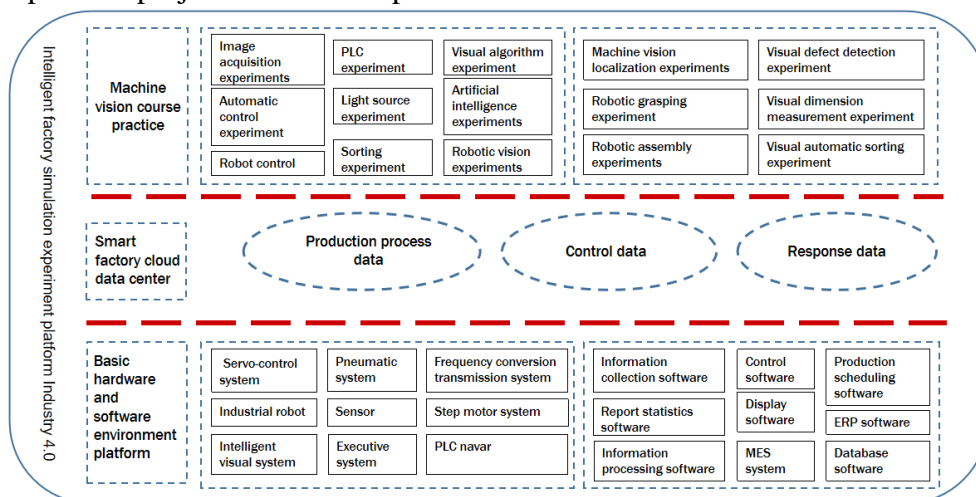 Intelligent factory simulation experiment platform Industry 4.0
Machine
vision course
practice
Image
acquisition
experiments
Automatic
control
experiment
Robot control
PLC
experiment
Light source
experiment
Sorting
experiment
Visual algorithm
experiment
Artificial
intelligence
experiments
Robotic vision
experiments
Machine vision
localization experiments
Robotic grasping
experiment
Robotic assembly
experiments
Visual defect detection
experiment
Visual dimension
measurement experiment
Visual automatic sorting
experiment
Smart
factory cloud
data center
Production process
data
Control data
Response data
Basic
hardware
and
software
environment
platform
Servo-control
system
Industrial robot
Intelligent
visual system
Pneumatic
system
Sensor
Executive
system
Frequency conversion
transmission system
Step motor system
PLC navar
Information
collection software
Report statistics
software
Information
processing software
Control
software
Display
software
MES
system
Production
scheduling
software
ERP software
Database
software